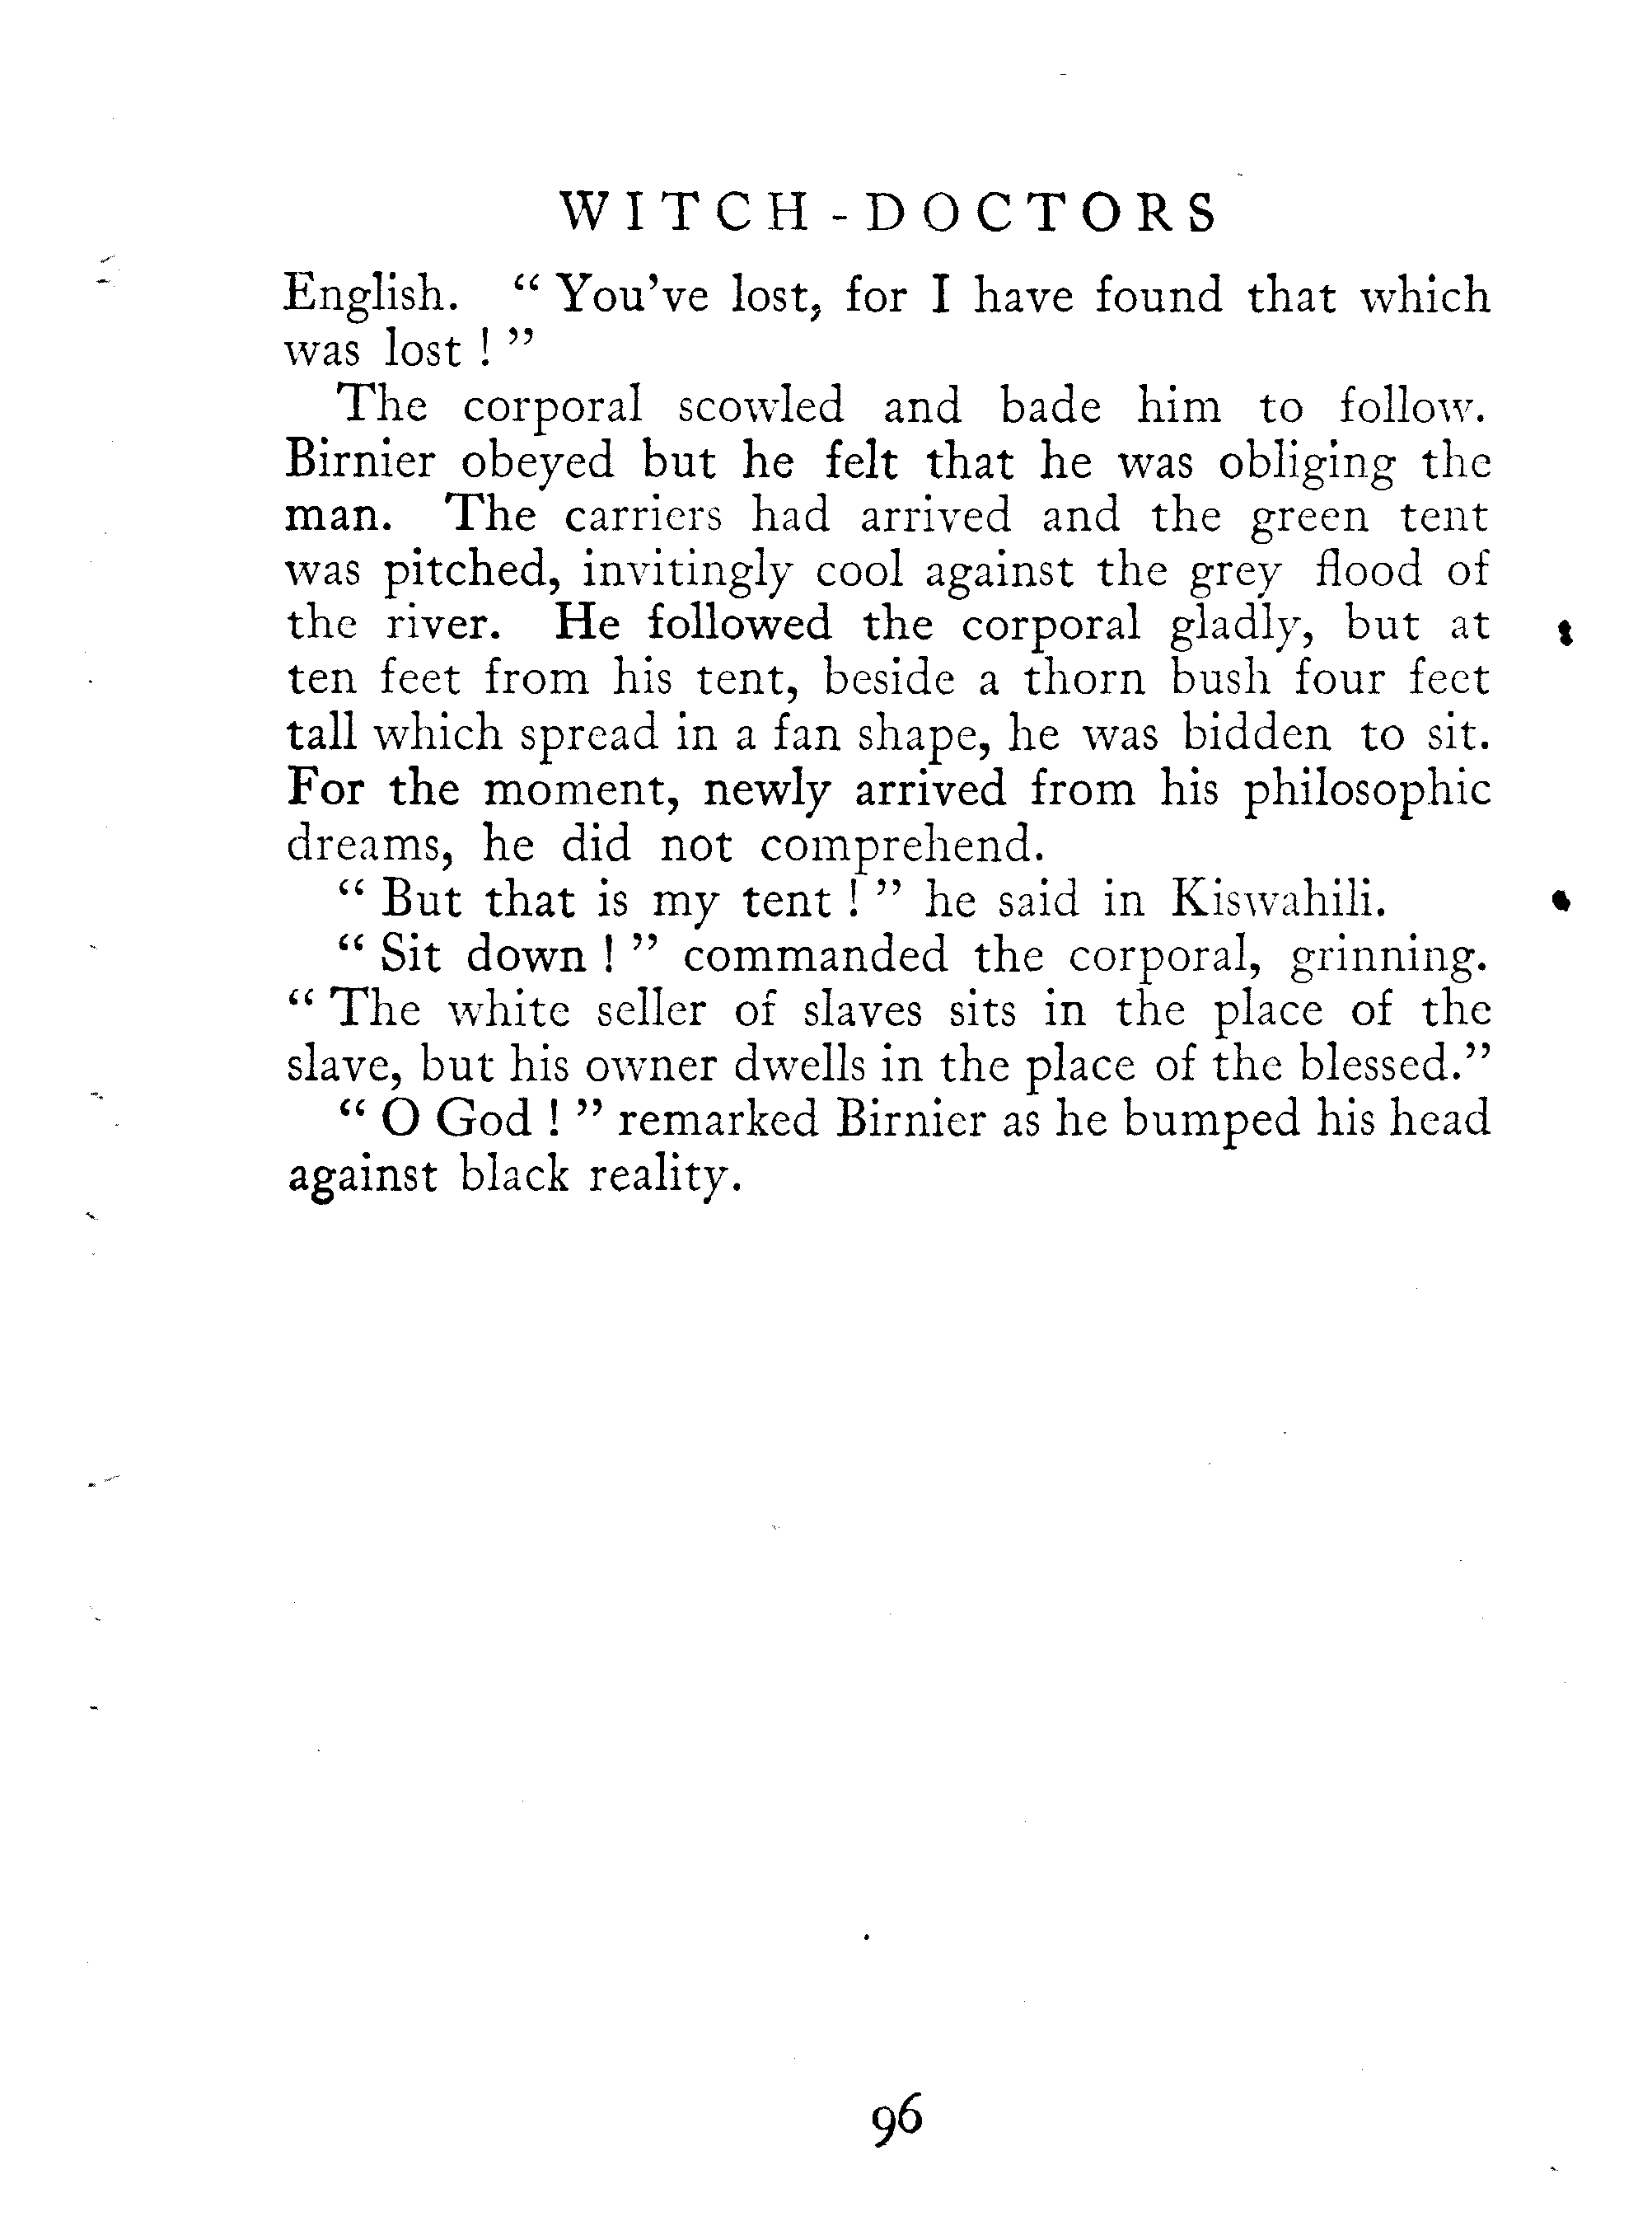 WITCH-DOCTORS
English. “ You've lost, for I have found that which
was lost ! ”
The corporal scowled and bade him to follow.
Birnier obeyed but he felt that he was obliging the
man. The carriers had arrived and the green tent
was pitched, invitingly cool against the grey flood of
the river. He followed the corporal gladly, but at
ten feet from his tent, beside a thorn bush four feet
tall which spread in a fan shape, he was bidden to sit.
For the moment, newly arrived from his philosophic
dreams, he did not comprehend.
“ But that is my tent ! ” he said in Kiswahili.
“ Sit down ! ” commanded the corporal, grinning.
“ The white seller of slaves sits in the place of the
slave, but his owner dwells in the place of the blessed.”
“ O God ! ” remarked Birnier as he bumped his head
against black reality.
96